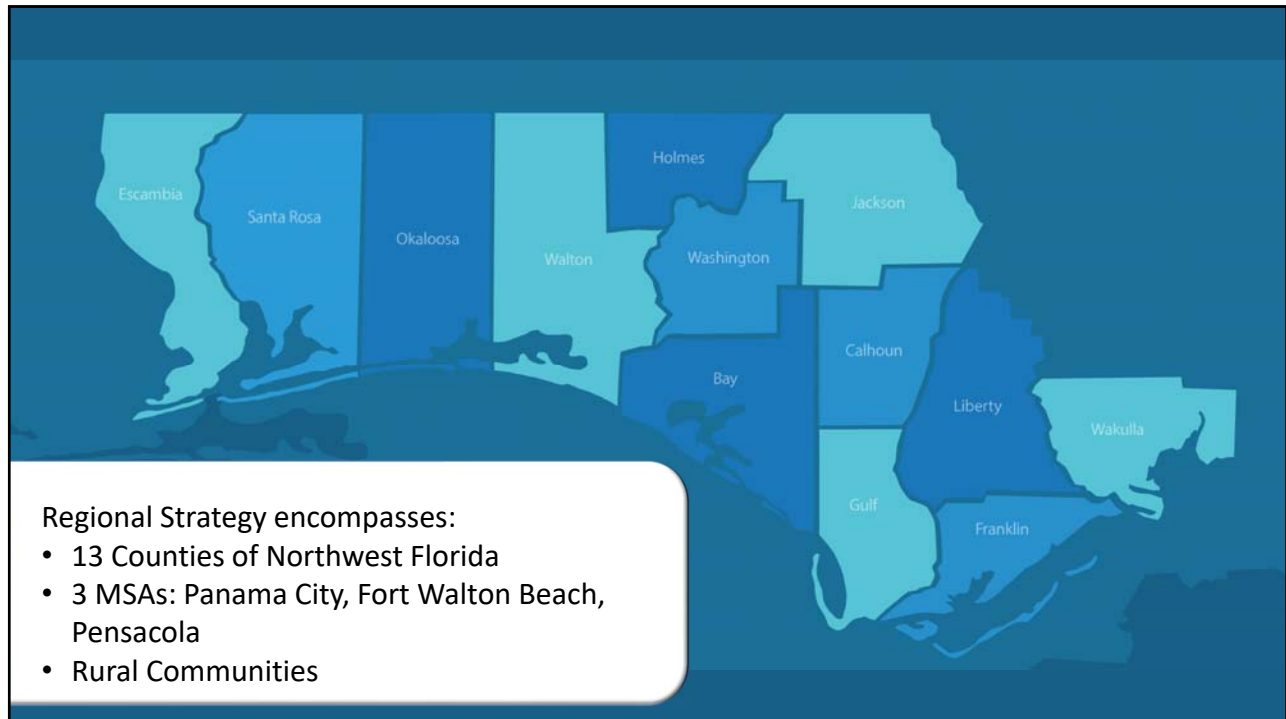 Holmes
Escambia
Jackson
Santa Rosa
Okaloosa
Walton
Washington
Calhoun
Bay
Liberty
Wakulla
Gulf
Franklin
Regional Strategy encompasses:
• 13 Counties of Northwest Florida
• 3 MSAs: Panama City, Fort Walton Beach,
Pensacola
• Rural Communities